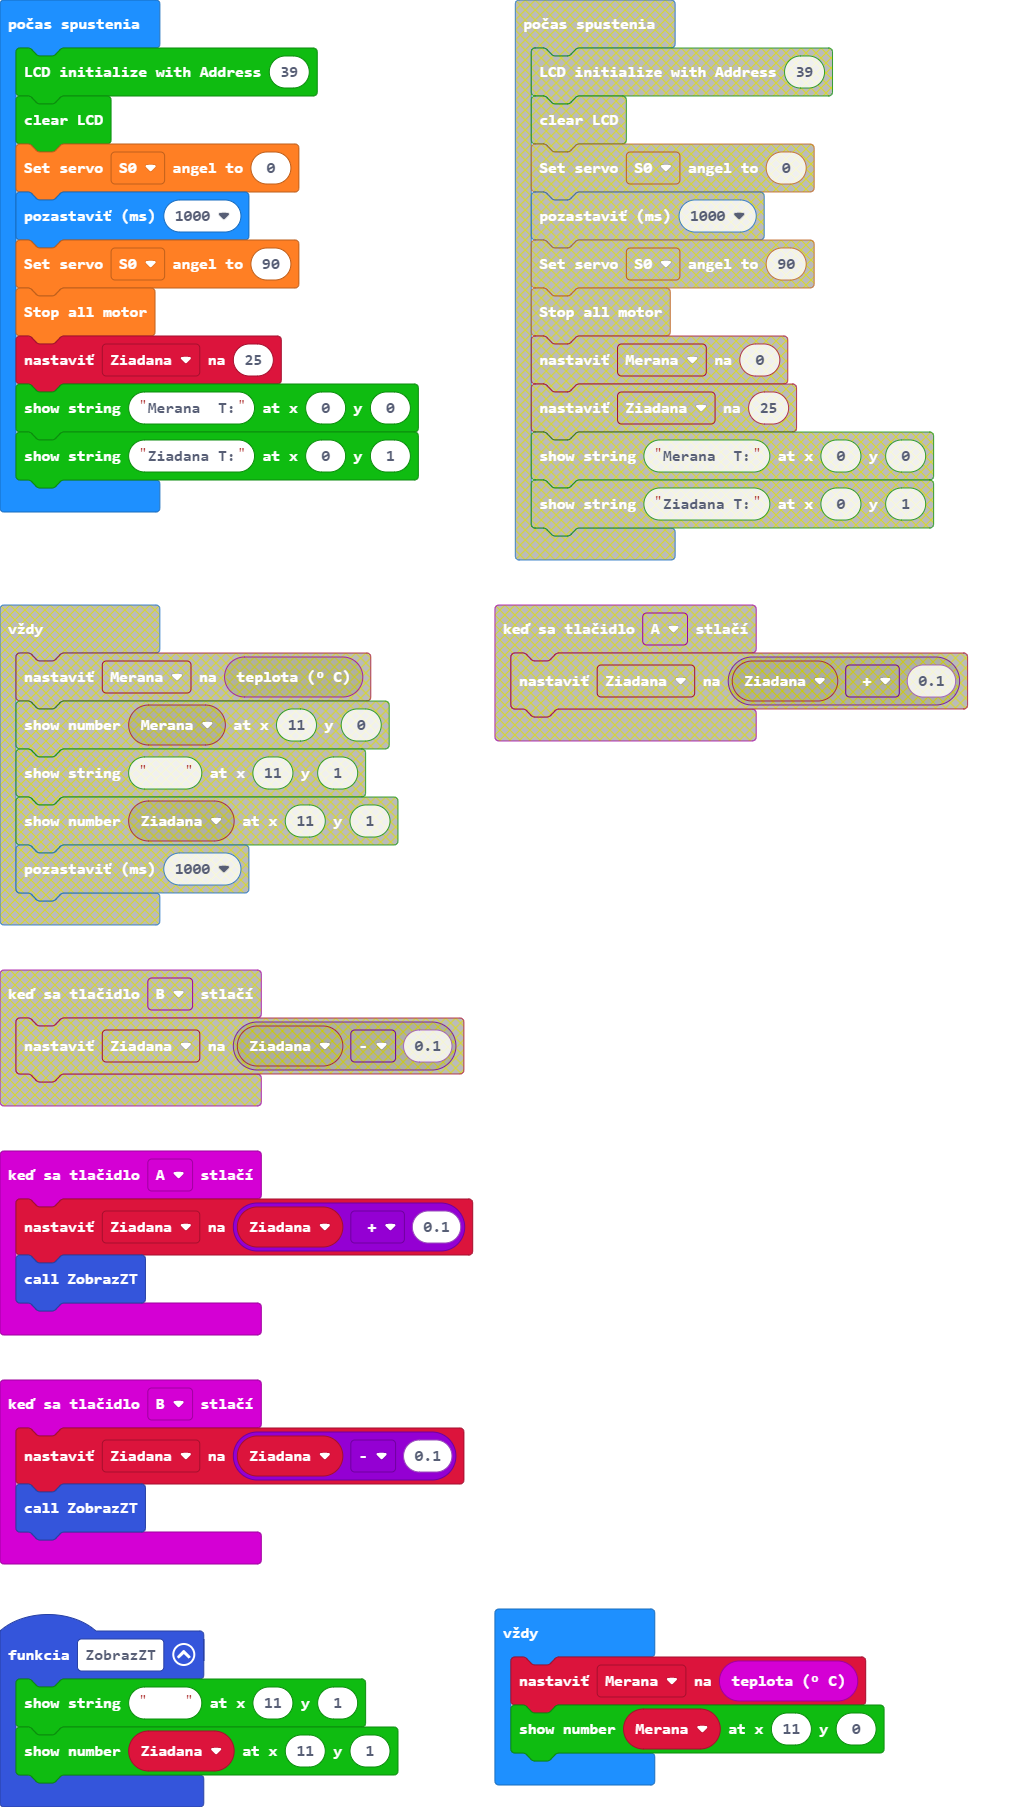 počas spustenia
LCD initialize with Address 39
clear LCD
Set servo S0 angel to 0
pozastaviť (ms) 1000
Set servo S0 angel to 90
Stop all motor
nastaviť Ziadana na 25
show string "Merana  T:" at x 0 y 0
show string "Ziadana T:" at x 0 y 1
počas spustenia
LCD initialize with Address 39
clear LCD
Set servo S0 angel to 0
pozastaviť (ms) 1000
Set servo S0 angel to 90
Stop all motor
nastaviť Merana na 0
nastaviť Ziadana na 25
show string "Merana  T:" at x 0 y 0
show string "Ziadana T:" at x 0 y 1
vždy
nastaviť Merana na teplota (º C)
show number Merana at x 11 y 0
show string "     " at x 11 y 1
show number Ziadana at x 11 y 1
pozastaviť (ms) 1000
keď sa tlačidlo A stlačí
nastaviť Ziadana na Ziadana + 0.1
keď sa tlačidlo B stlačí
nastaviť Ziadana na Ziadana - 0.1
keď sa tlačidlo A stlačí
nastaviť Ziadana na Ziadana + 0.1
call ZobrazZT
keď sa tlačidlo B stlačí
nastaviť Ziadana na Ziadana - 0.1
call ZobrazZT
funkcia ZobrazZT
show string "     " at x 11 y 1
show number Ziadana at x 11 y 1
vždy
nastaviť Merana na teplota (º C)
show number Merana at x 11 y 0